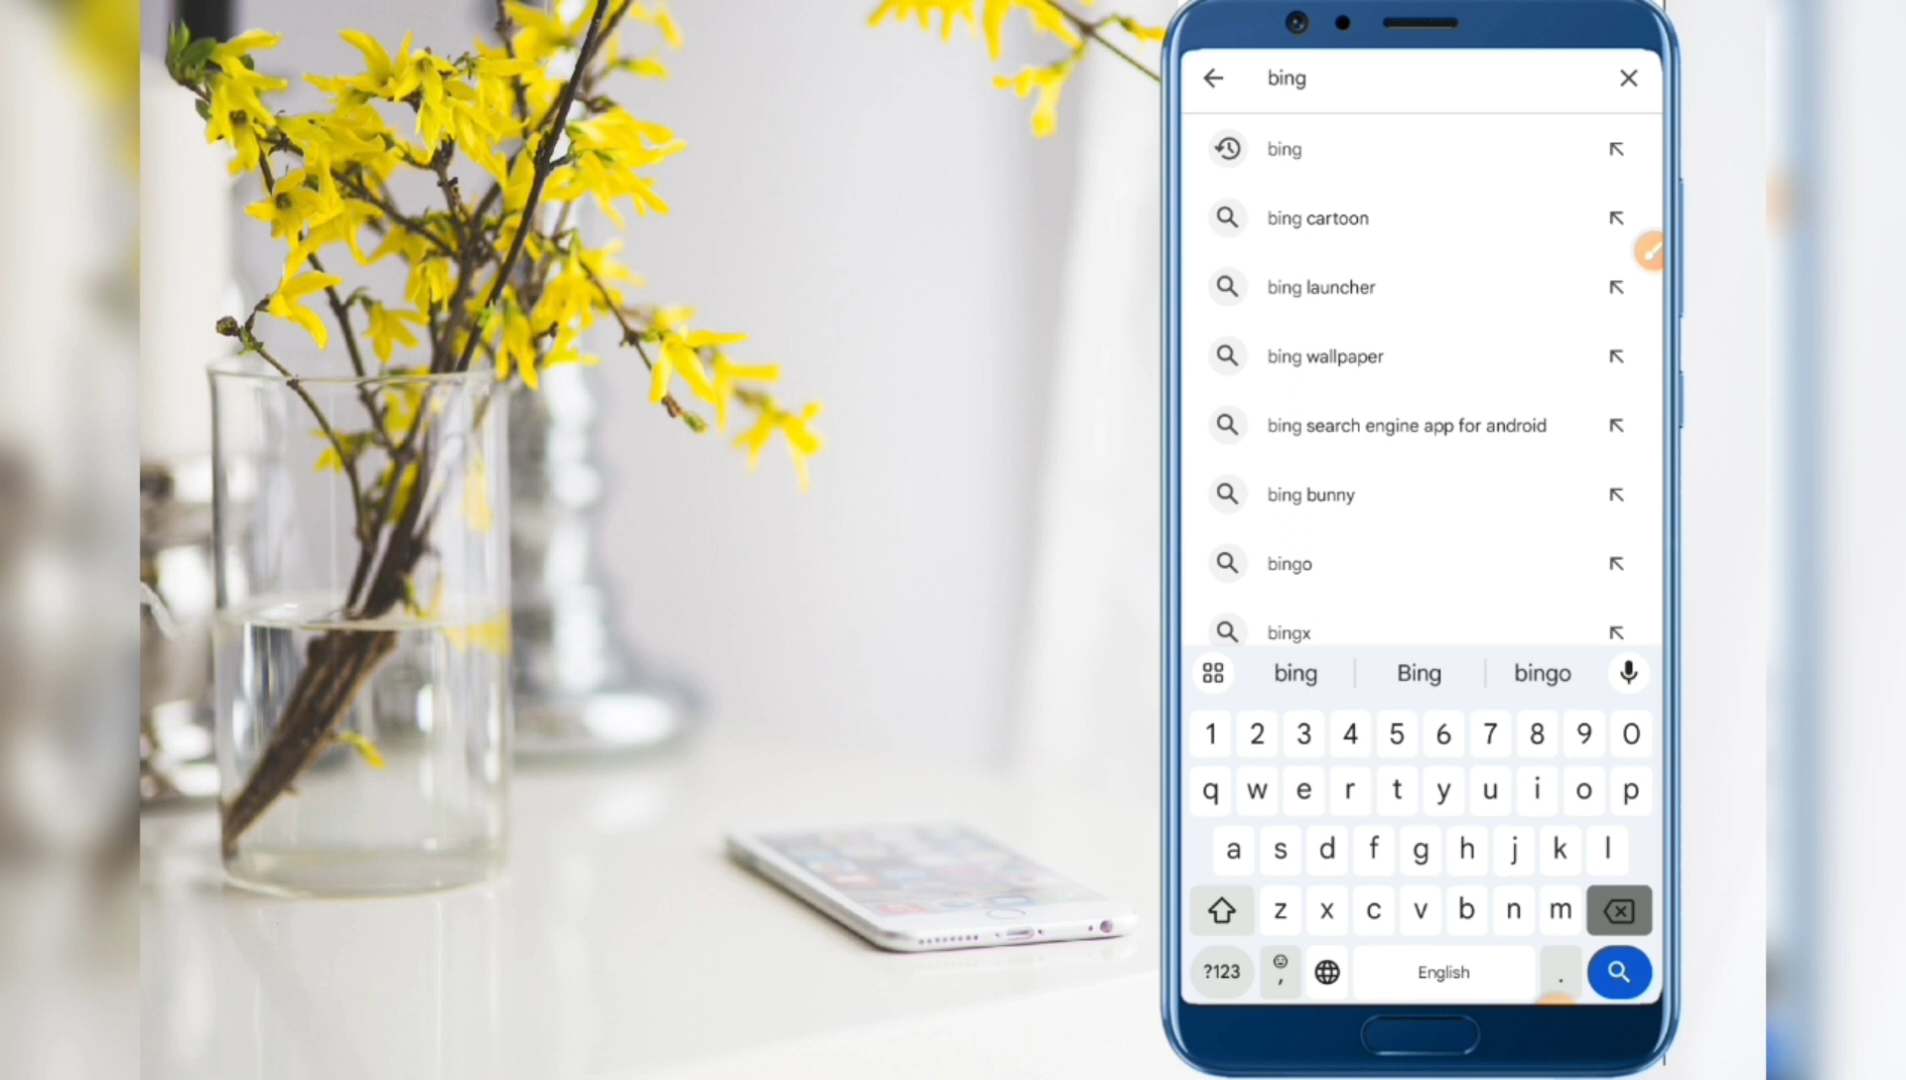 bing
bing
bing cartoon
bing launcher
bing wallpaper
bing search engine app for android
bing bunny
bingo
bingx
bing Bing bingo
1 2 3 4 5 6 7 8 9 0
q w e r t y u i o p
a s d f g h j k l
z x c v b n m
?123 , English .